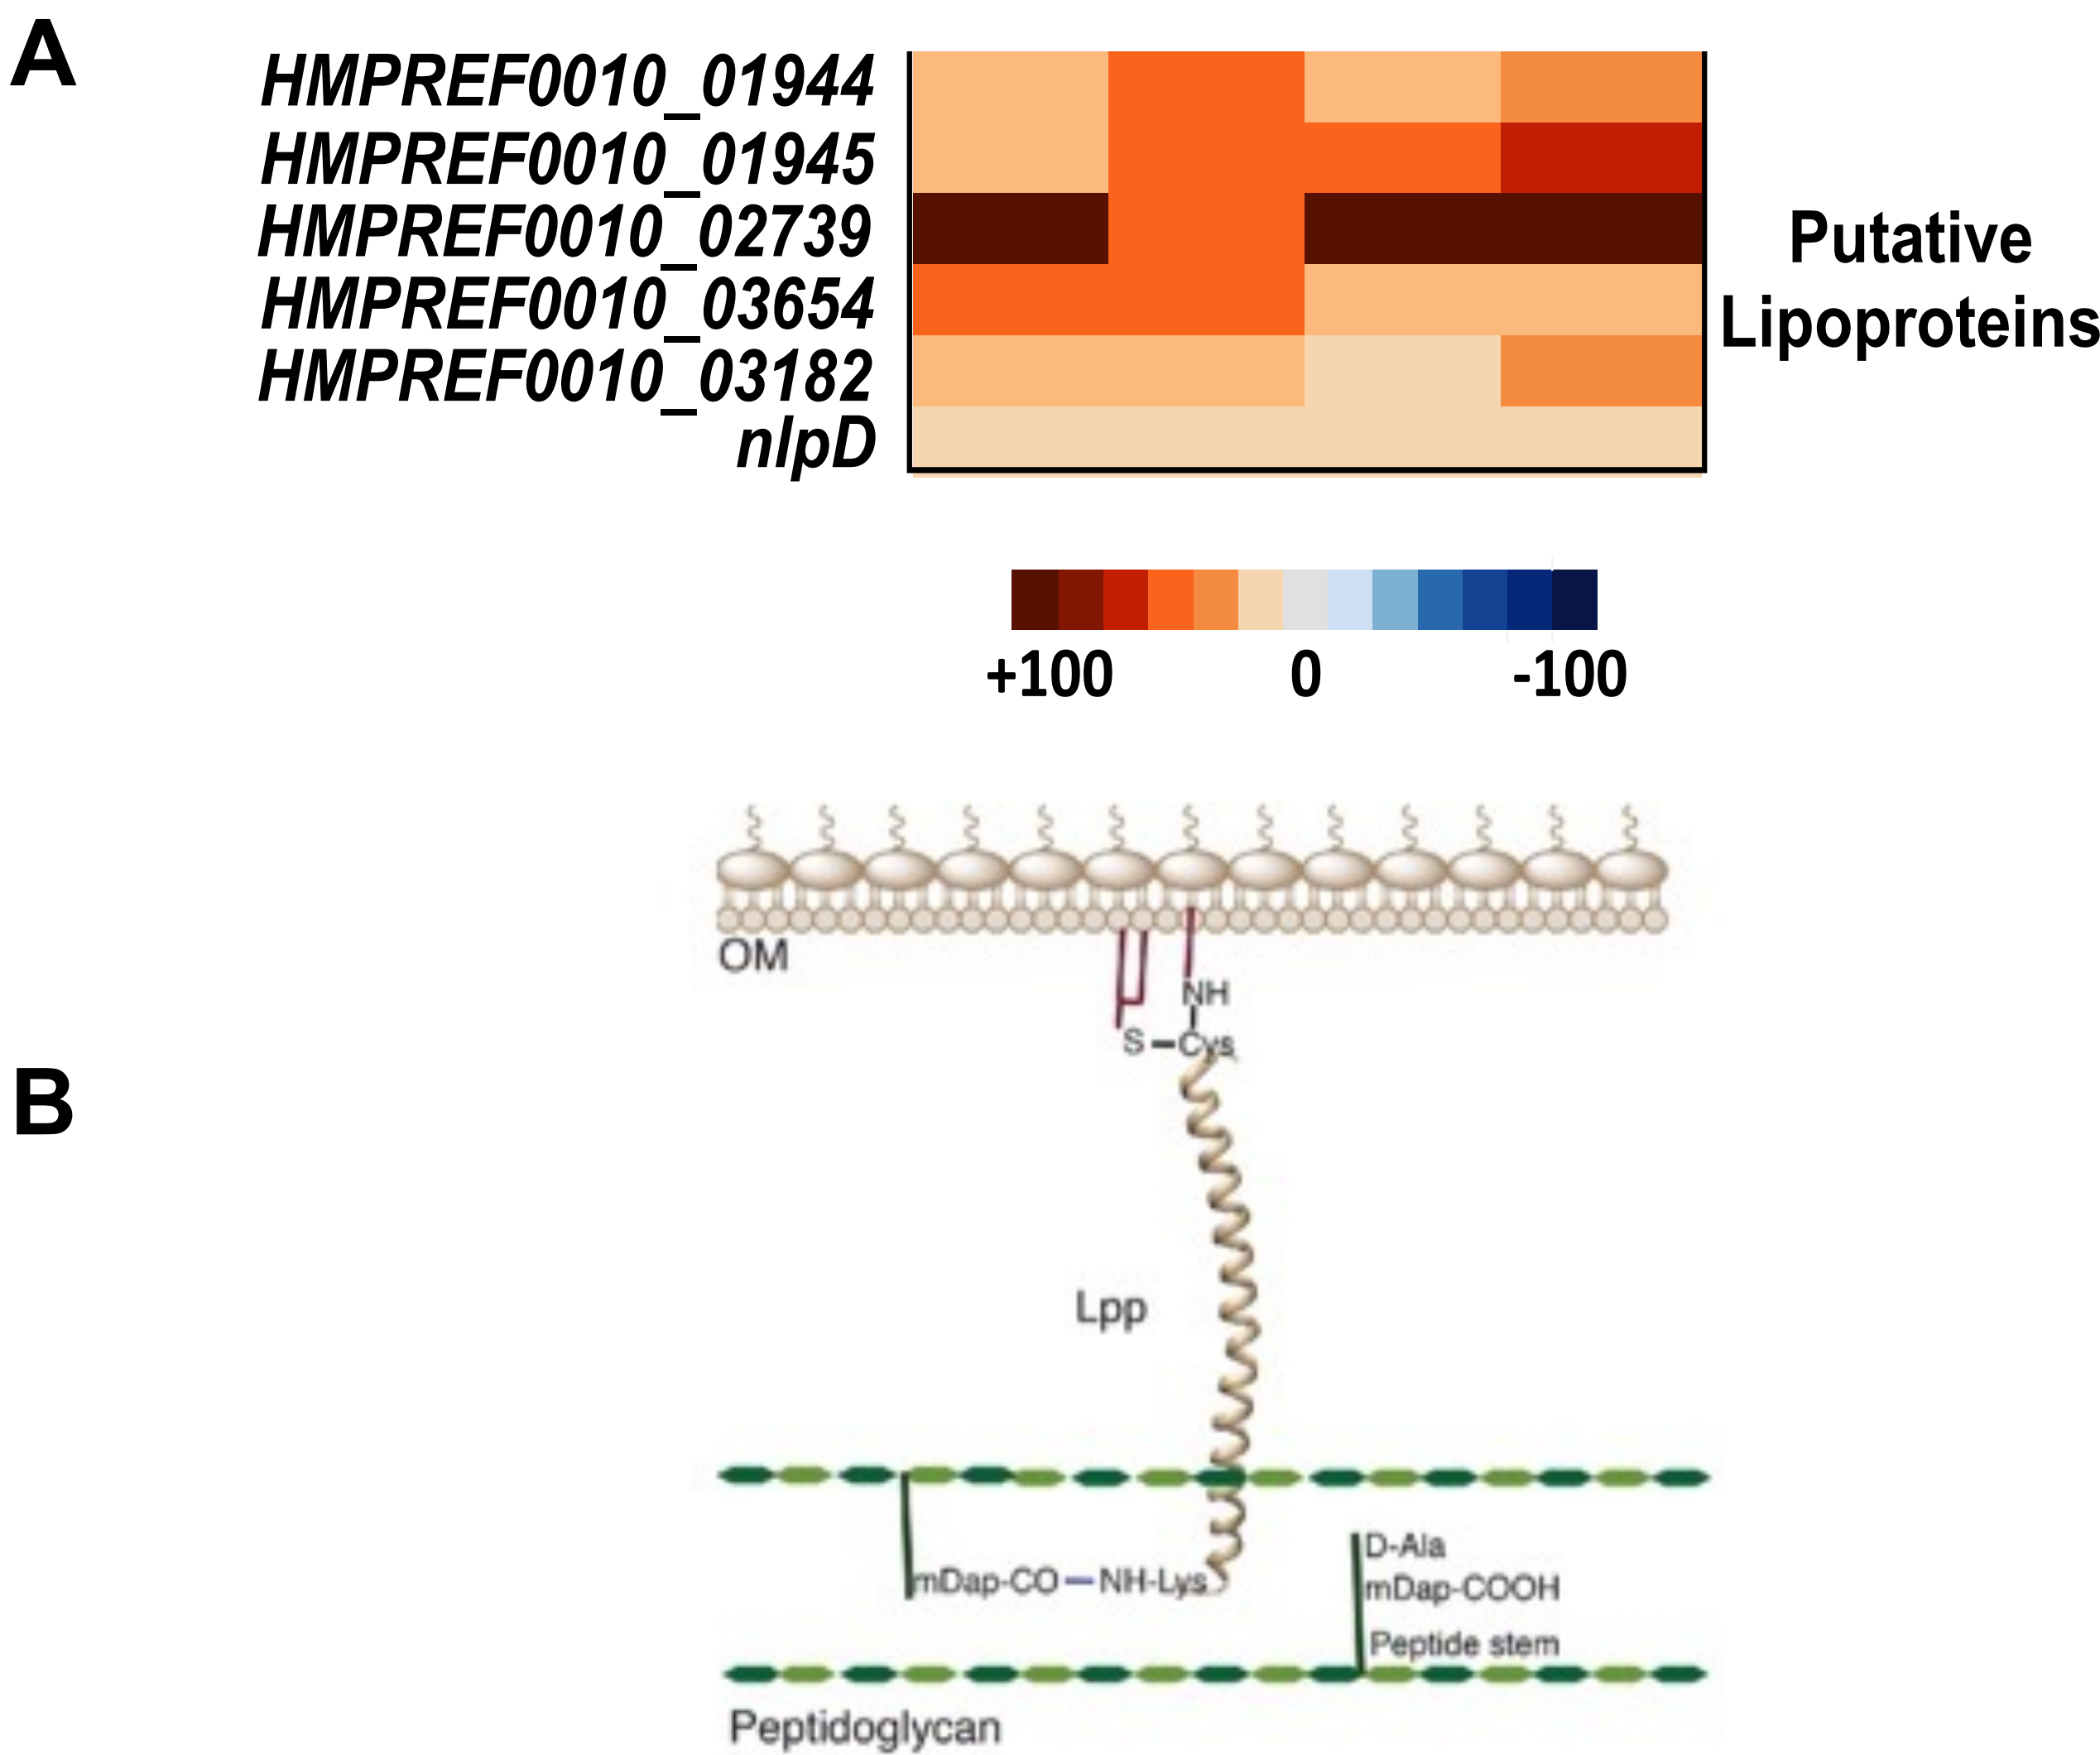 A
HMPREF0010_01944
HMPREF0010_01945
HMPREF0010_02739
HMPREF0010_03654
HMPREF0010_03182
nlpD
Putative
Lipoproteins
+100 0 -100
B
OM
NH
S Cys
Lpp
mDap-CO NH-Lys
D-Ala
mDap-COOH
Peptide stem
Peptidoglycan